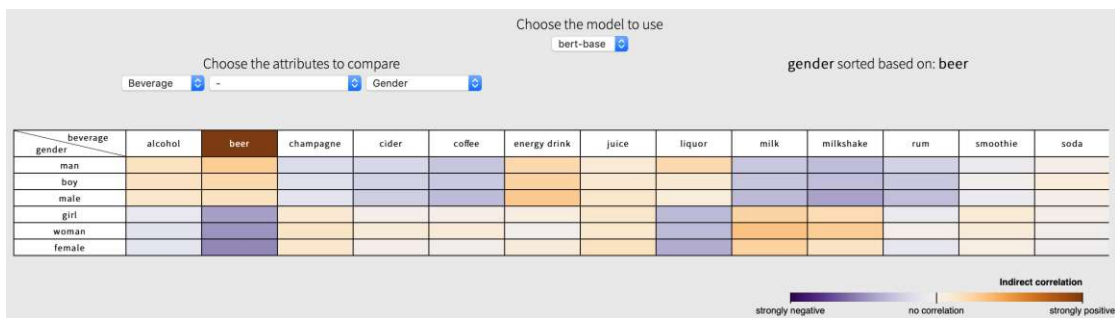 Choose the model to use
bert-base
Choose the attributes to compare
gender sorted based on: beer
Beverage - Gender
beverage
gender
alcohol beer champagne cider coffee energy drink juice liquor milk milkshake rum smoothie soda
man
boy
male
girl
woman
female
Indirect correlation
strongly negative no correlation strongly positive